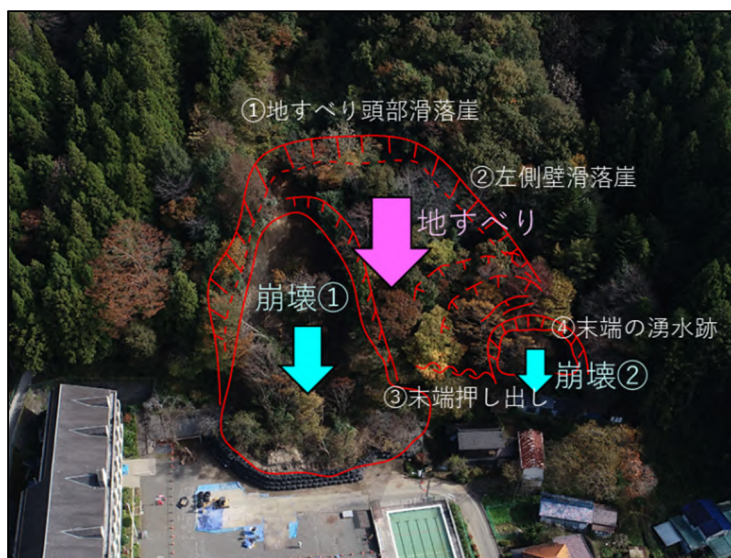 ①地すべり頭部滑落崖
②左側壁滑落崖
地すべり
崩壊①
④末端の湧水跡
崩壊②
③末端押し出し